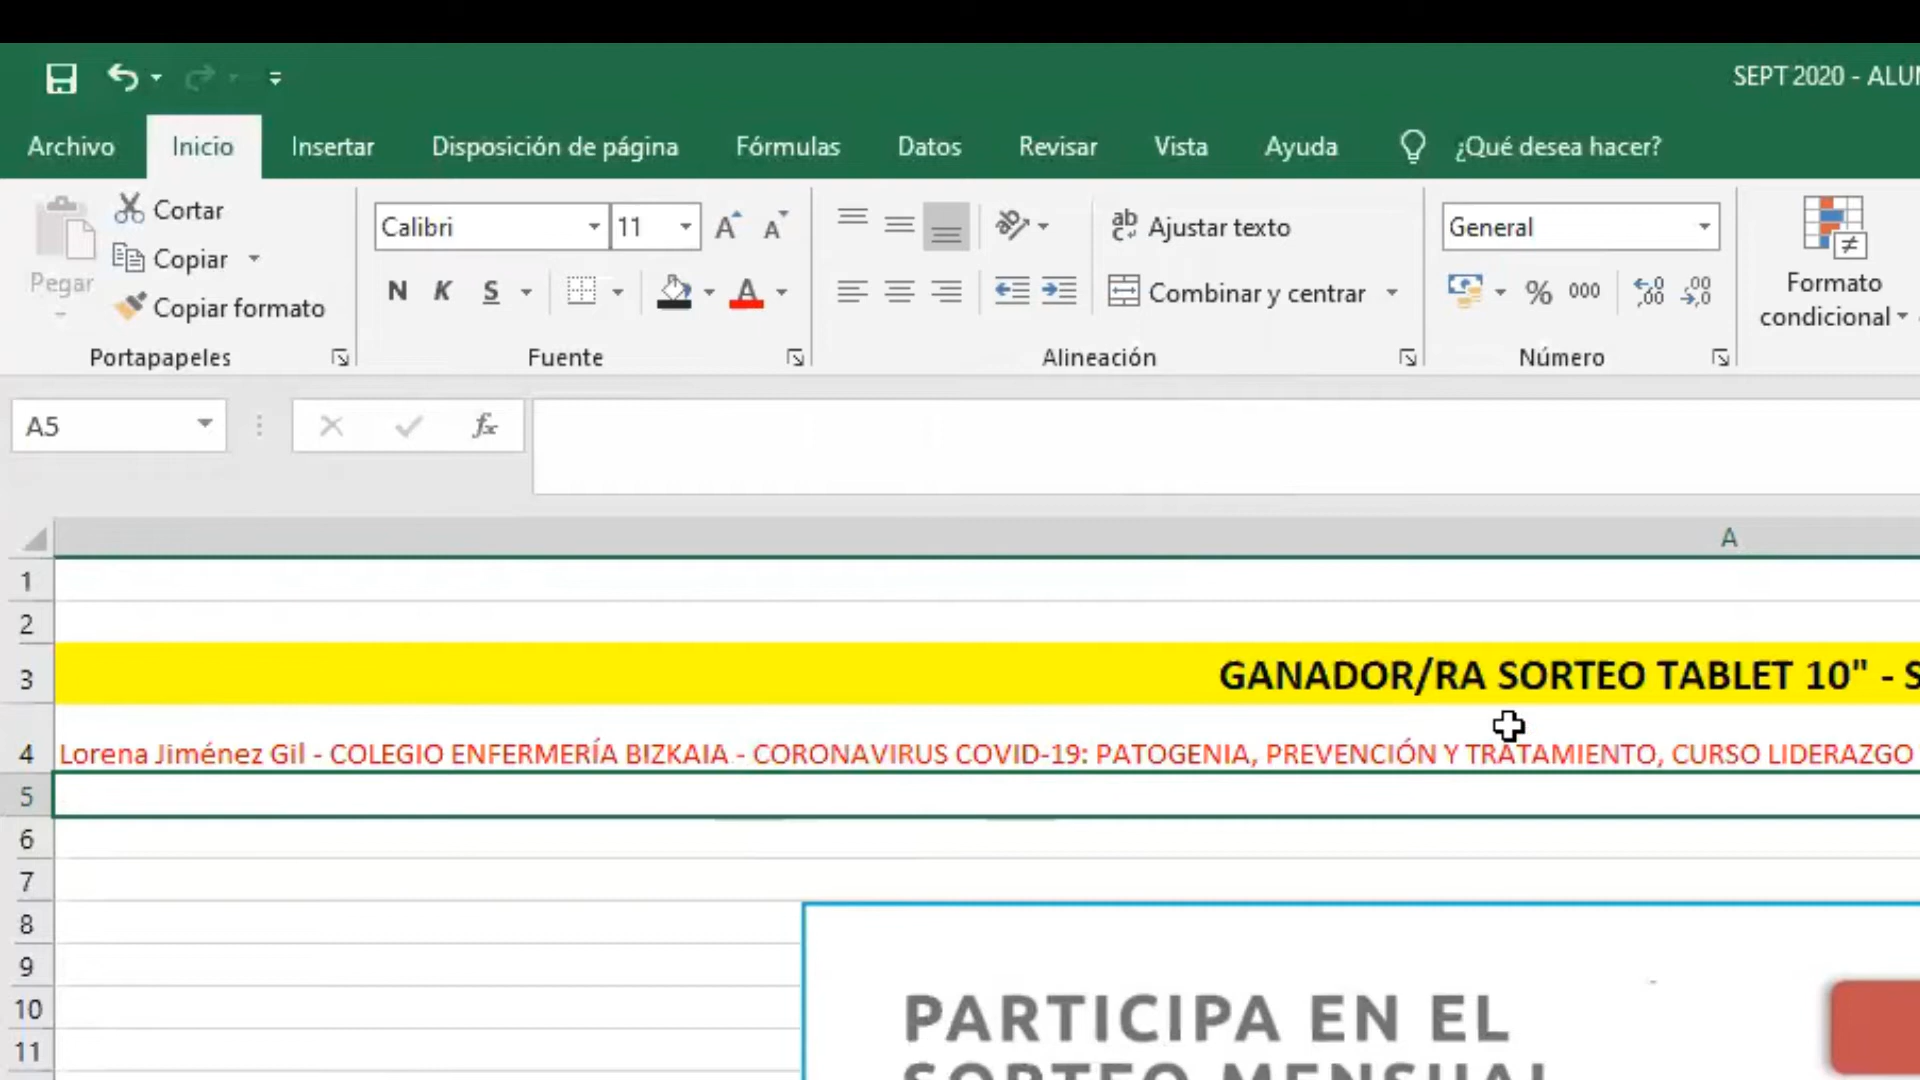 SEPT 2020 - ALU
Archivo Inicio Insertar Disposición de página Fórmulas Datos Revisar Vista Ayuda ¿Qué desea hacer?
Pegar
Cortar
Copiar
Copiar formato
Portapapeles
Calibri 11
N K S
Fuente
Ajustar texto
Combinar y centrar
Alineación
General
% 000
Número
Formato
condicional
A5
fx
A
1
2
3 GANADOR/RA SORTEO TABLET 10" - S
4 Lorena Jiménez Gil - COLEGIO ENFERMERÍA BIZKAIA - CORONAVIRUS COVID-19: PATOGENIA, PREVENCIÓN Y TRATAMIENTO, CURSO LIDERAZGO
5
6
7
8
9
10
11
PARTICIPA EN EL
SORTEO MENSUAL